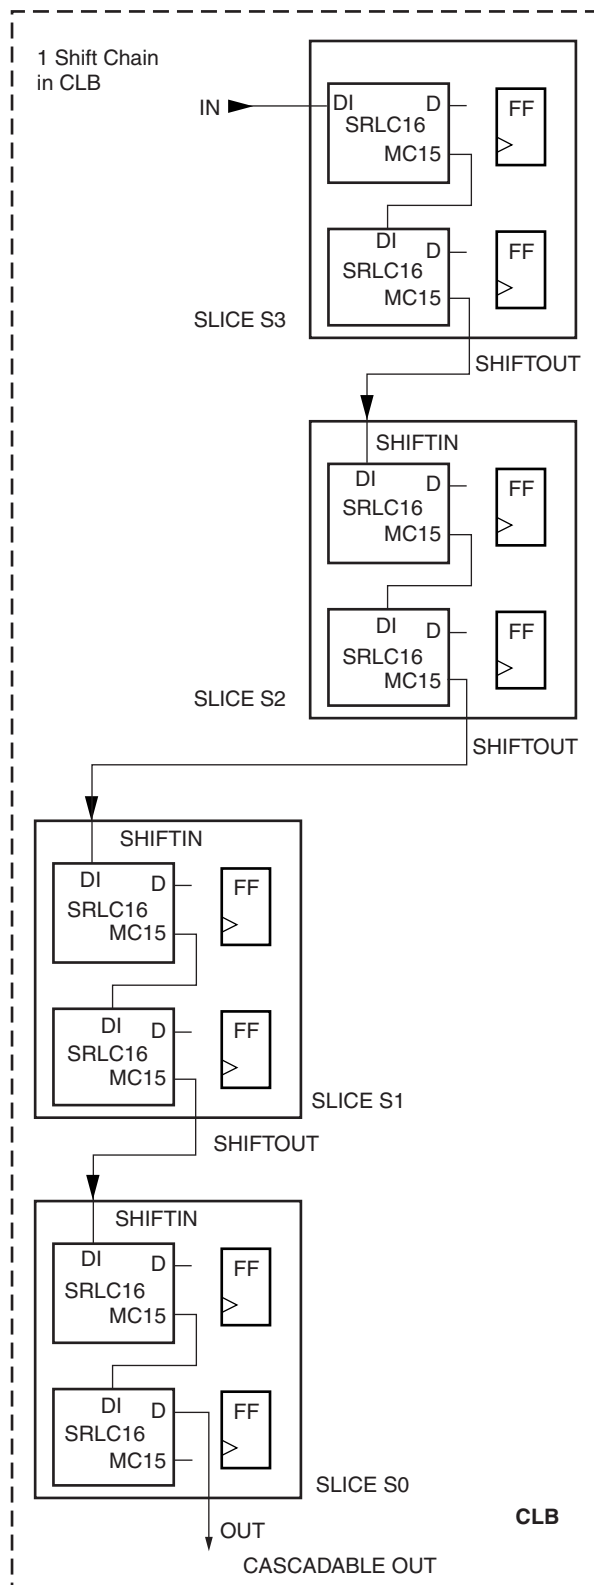 1 Shift Chain
in CLB
IN
DI
D
SRLC16
MC15
FF
DI
D
SRLC16
MC15
FF
SLICE S3
SHIFTOUT
SHIFTIN
DI
D
SRLC16
MC15
FF
DI
D
SRLC16
MC15
FF
SLICE S2
SHIFTOUT
SHIFTIN
DI
D
SRLC16
MC15
FF
DI
D
SRLC16
MC15
FF
SLICE S1
SHIFTOUT
SHIFTIN
DI
D
SRLC16
MC15
FF
DI
D
SRLC16
MC15
FF
SLICE S0
OUT
CLB
CASCADABLE OUT